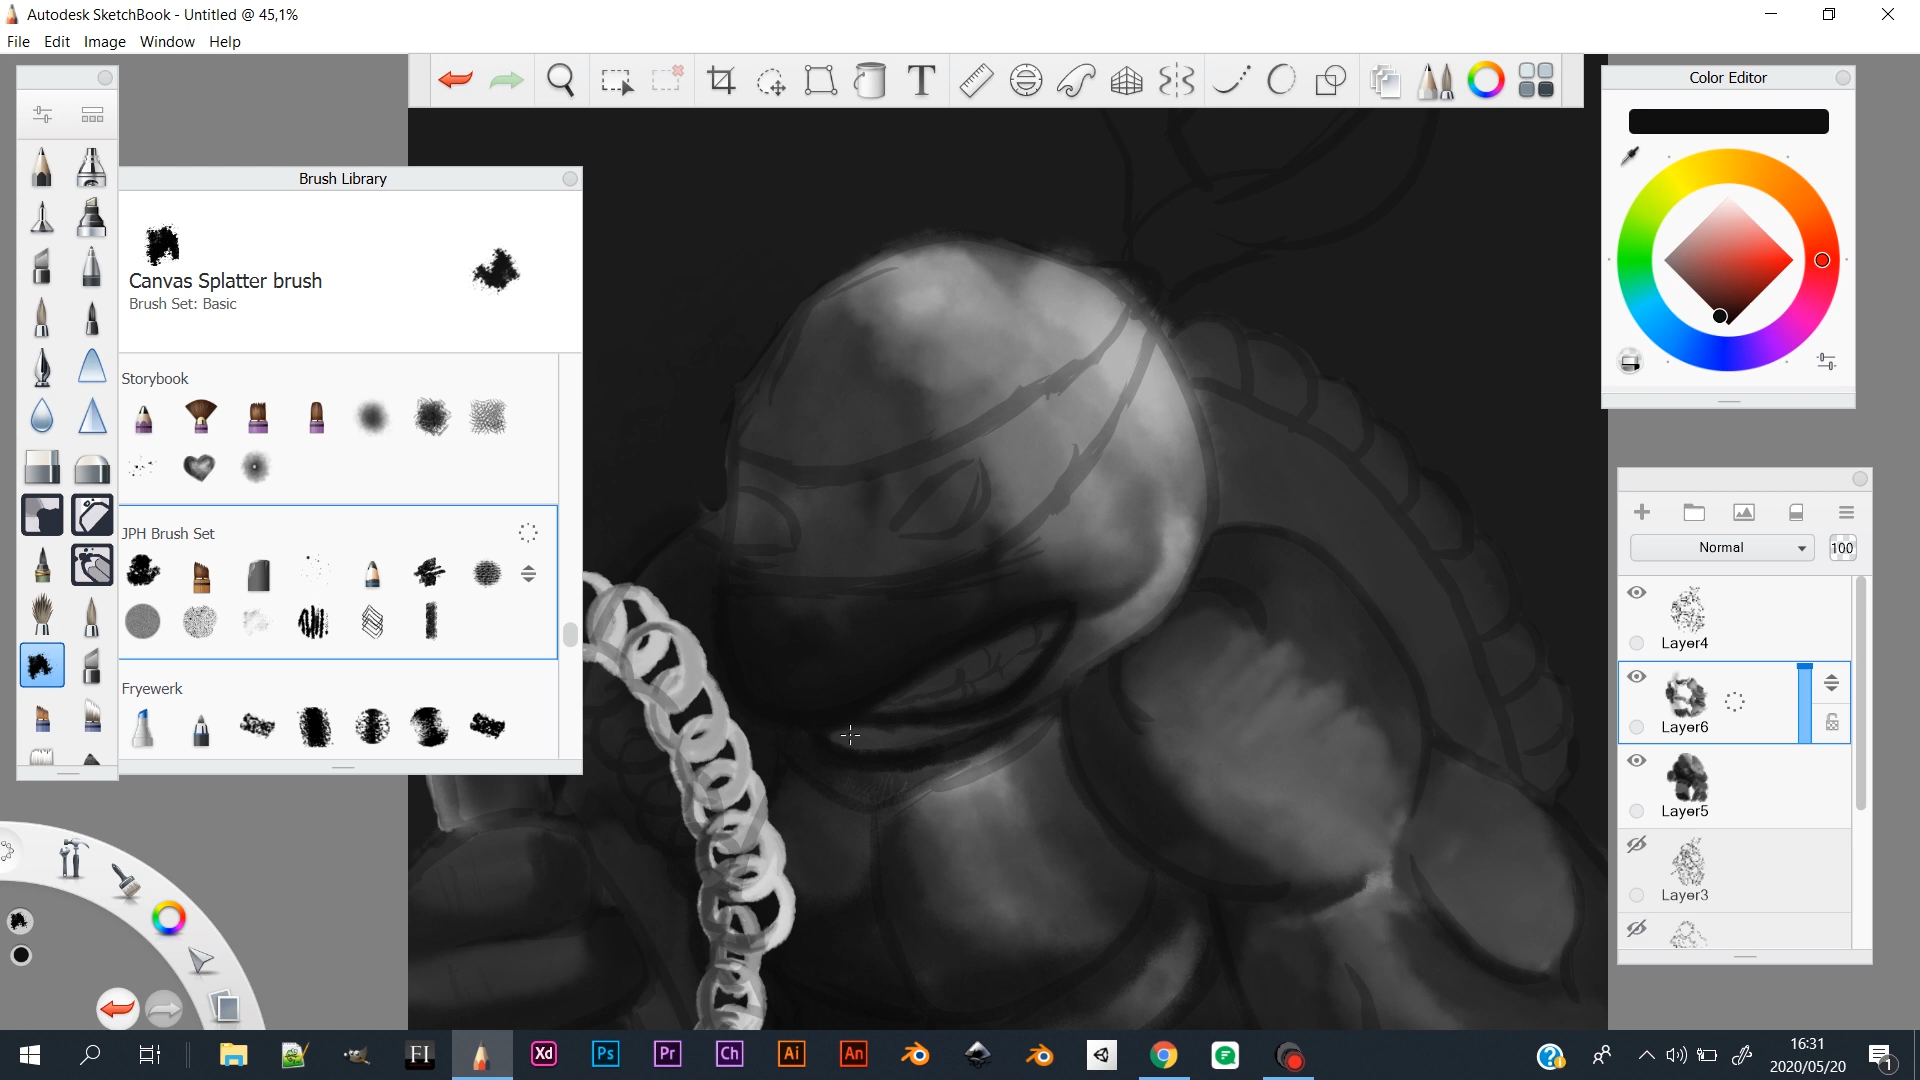 Autodesk SketchBook - Untitled @ 45,1%
File Edit Image Window Help
T
Color Editor
Brush Library
Canvas Splatter brush
Brush Set: Basic
Storybook
JPH Brush Set
Fryewerk
Normal
100
Layer4
Layer6
Layer5
Layer3
FI
Xd
Ps
Pr
Ch
Ai
An
16:31
2020/05/20
1